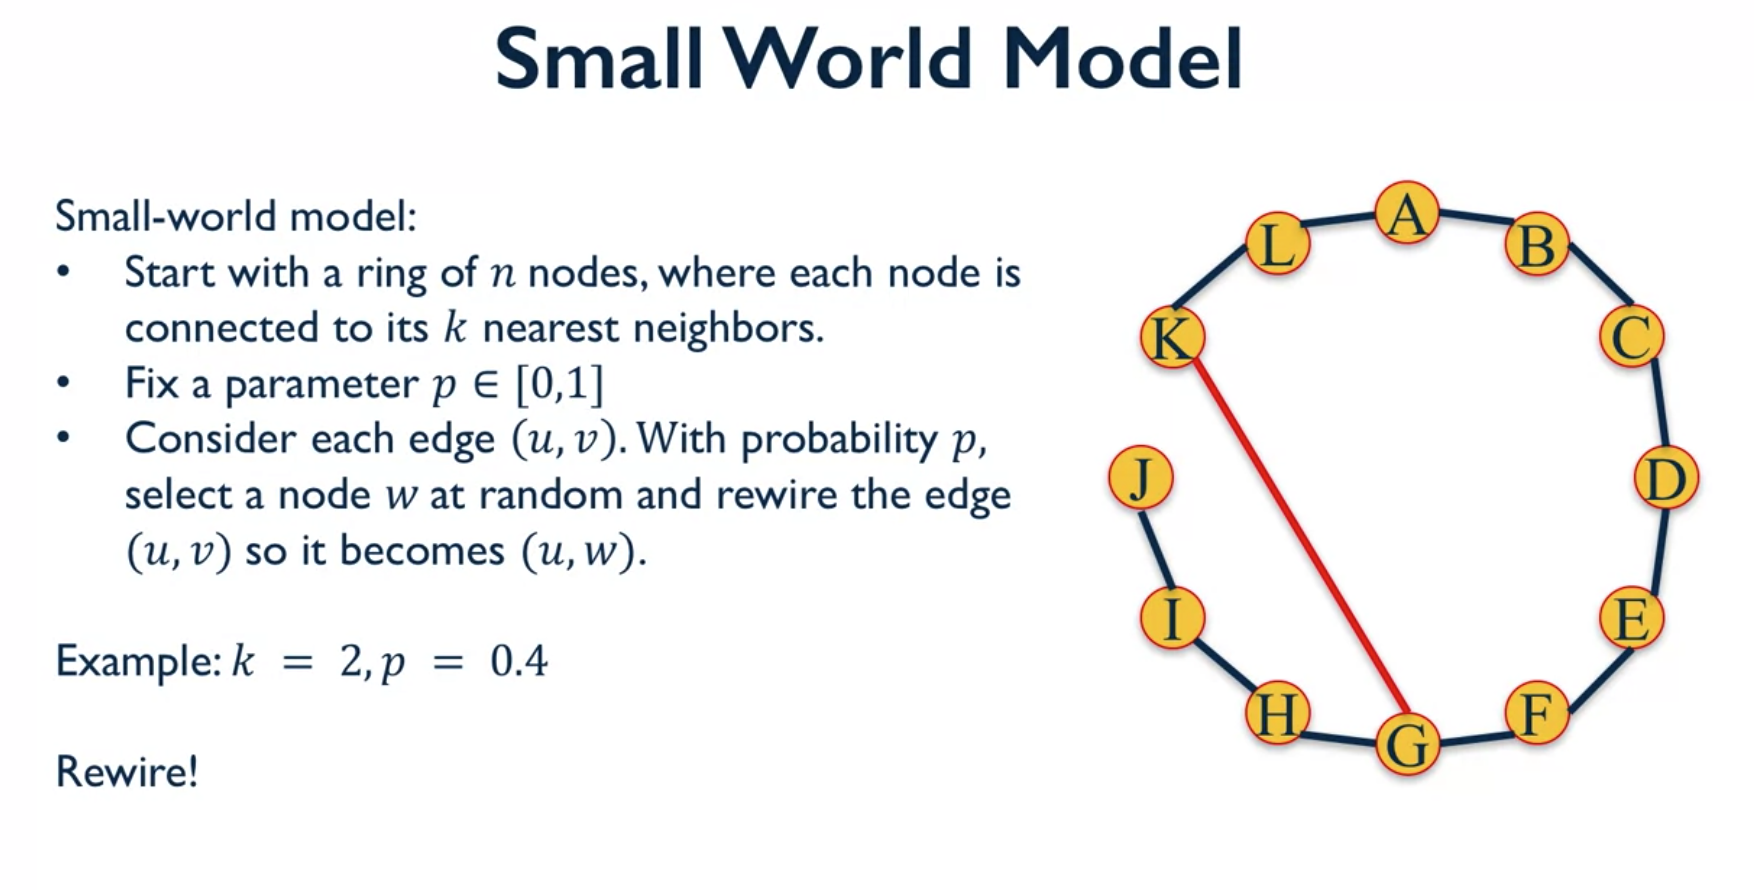 Small World Model
Small-world model:
• Start with a ring of n nodes, where each node is
connected to its k nearest neighbors.
• Fix a parameter p ∈ [0,1]
• Consider each edge (u, v). With probability p,
select a node w at random and rewire the edge
(u, v) so it becomes (u, w).
Example: k = 2, p = 0.4
Rewire!
A
L
B
K
C
J
D
I
E
H
F
G